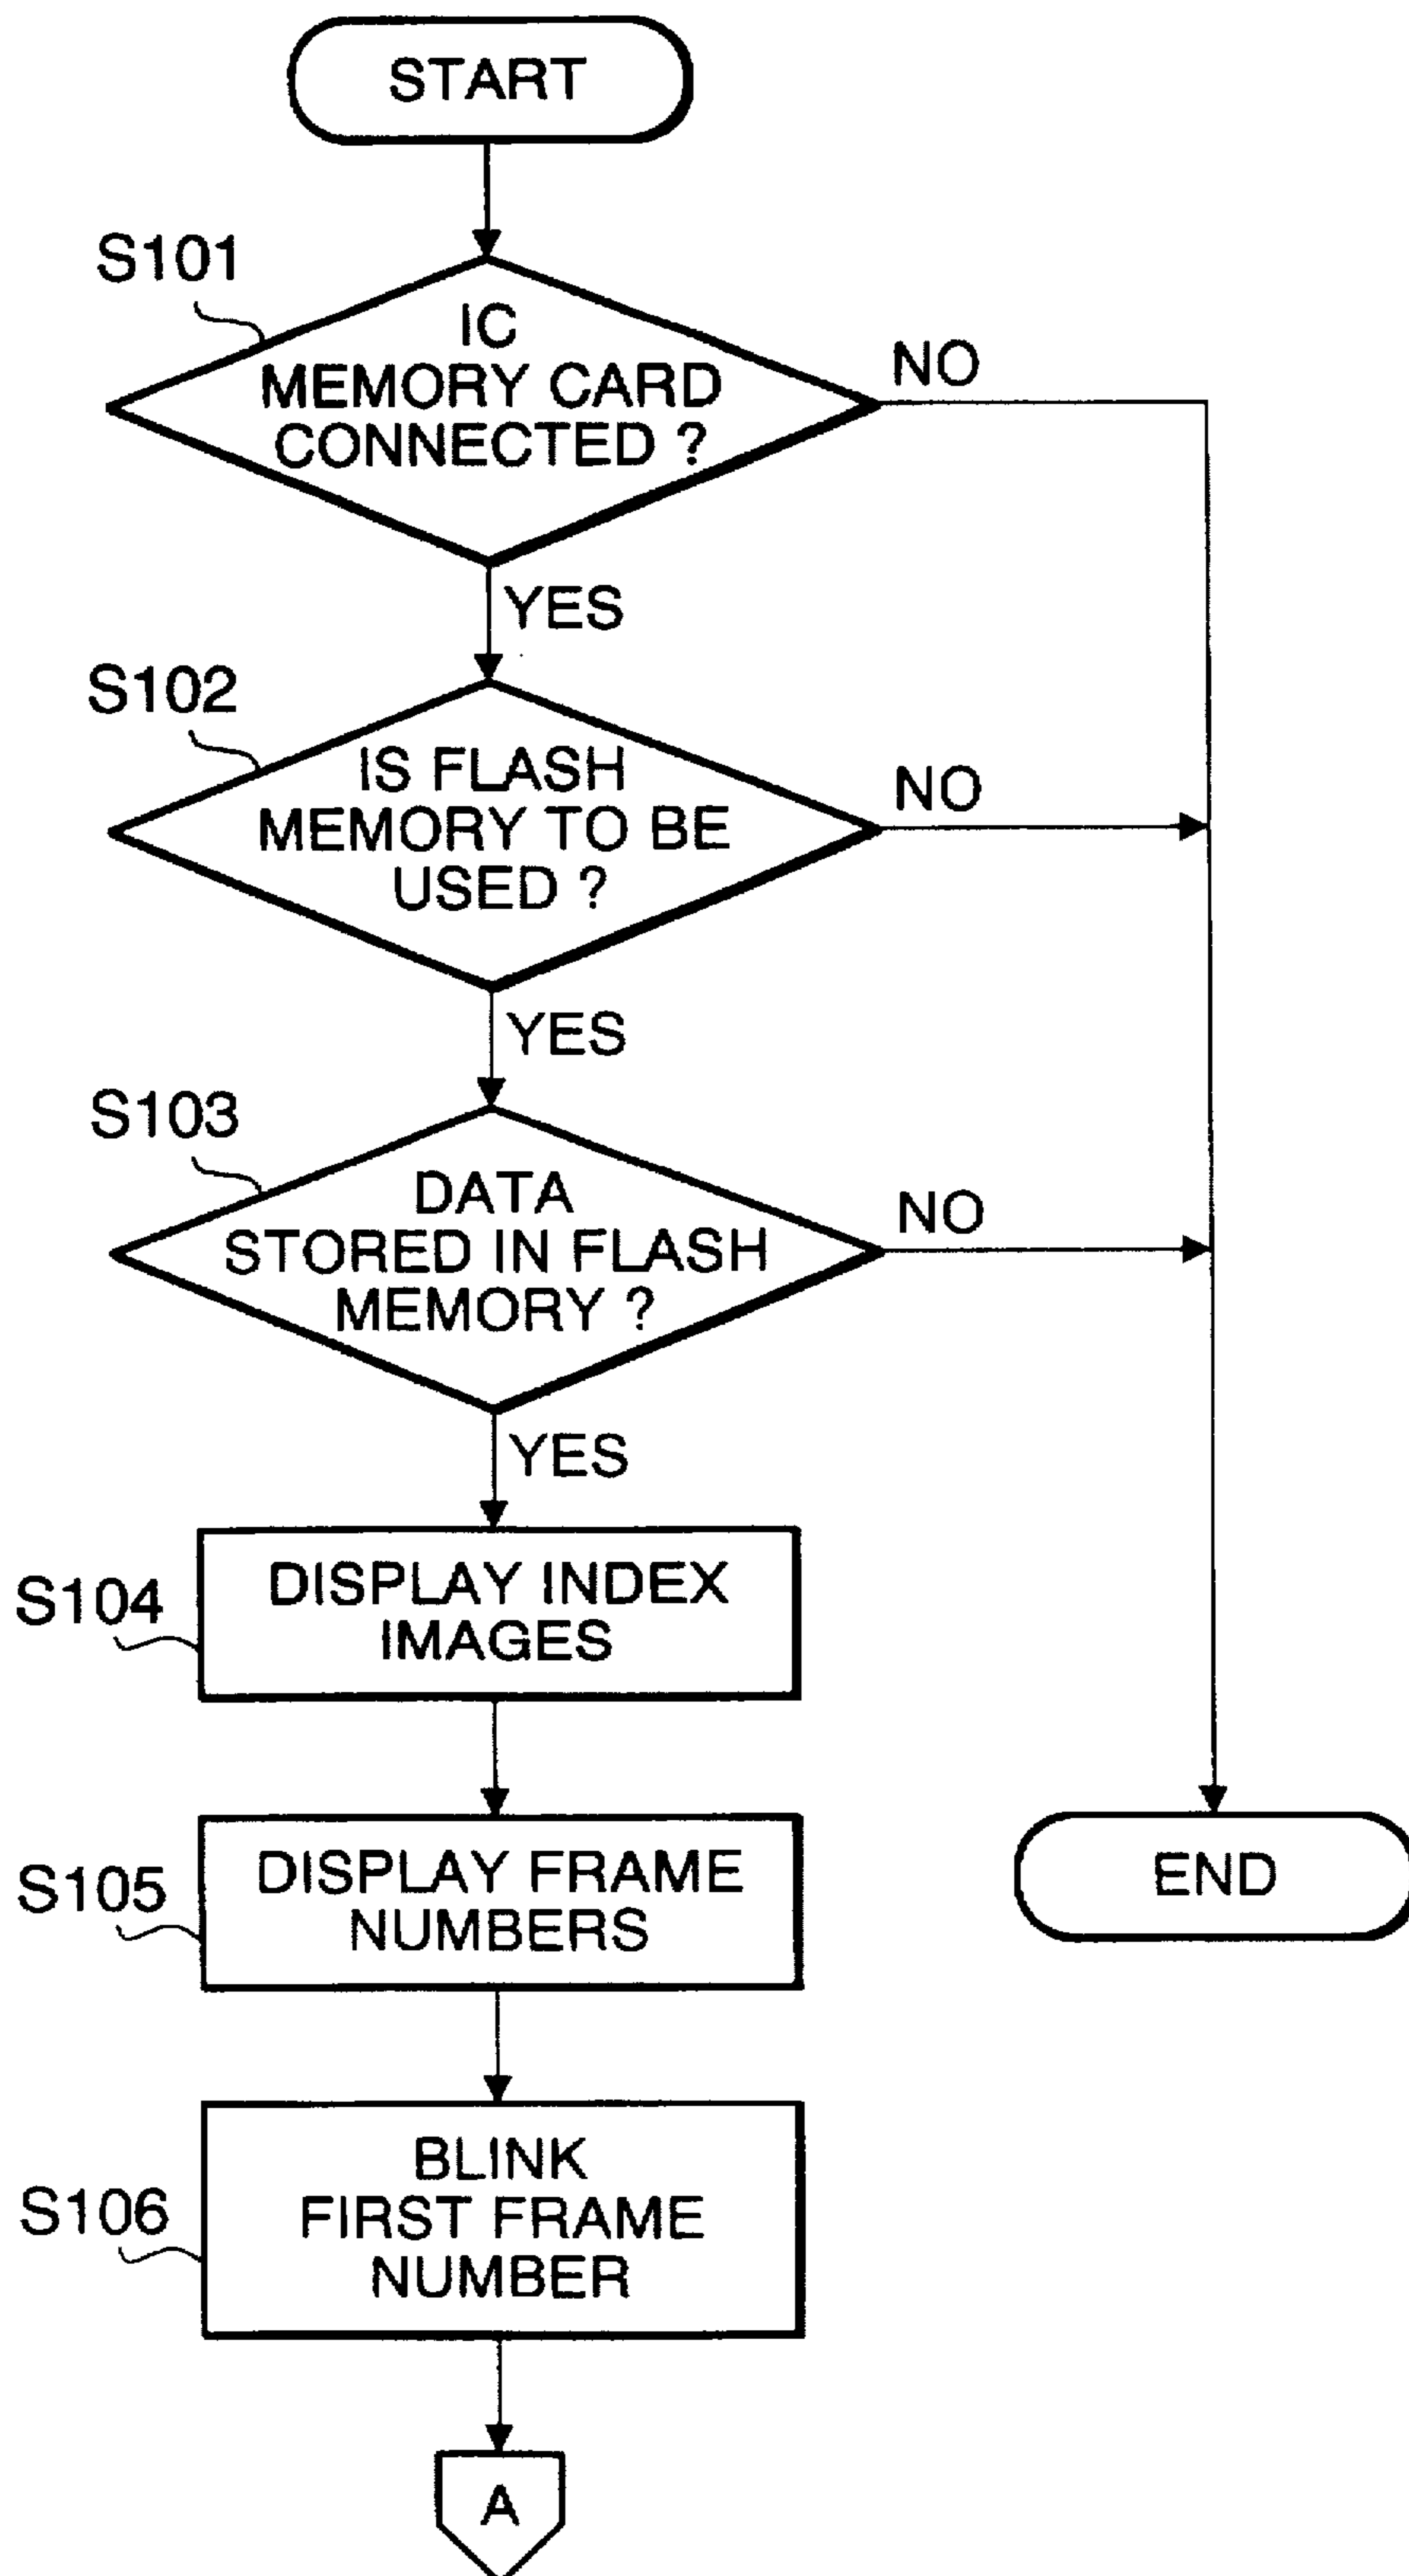 START
S101
IC
MEMORY CARD
CONNECTED ?
NO
YES
S102
IS FLASH
MEMORY TO BE
USED ?
NO
YES
S103
DATA
STORED IN FLASH
MEMORY ?
NO
YES
S104
DISPLAY INDEX
IMAGES
S105
DISPLAY FRAME
NUMBERS
END
S106
BLINK
FIRST FRAME
NUMBER
A